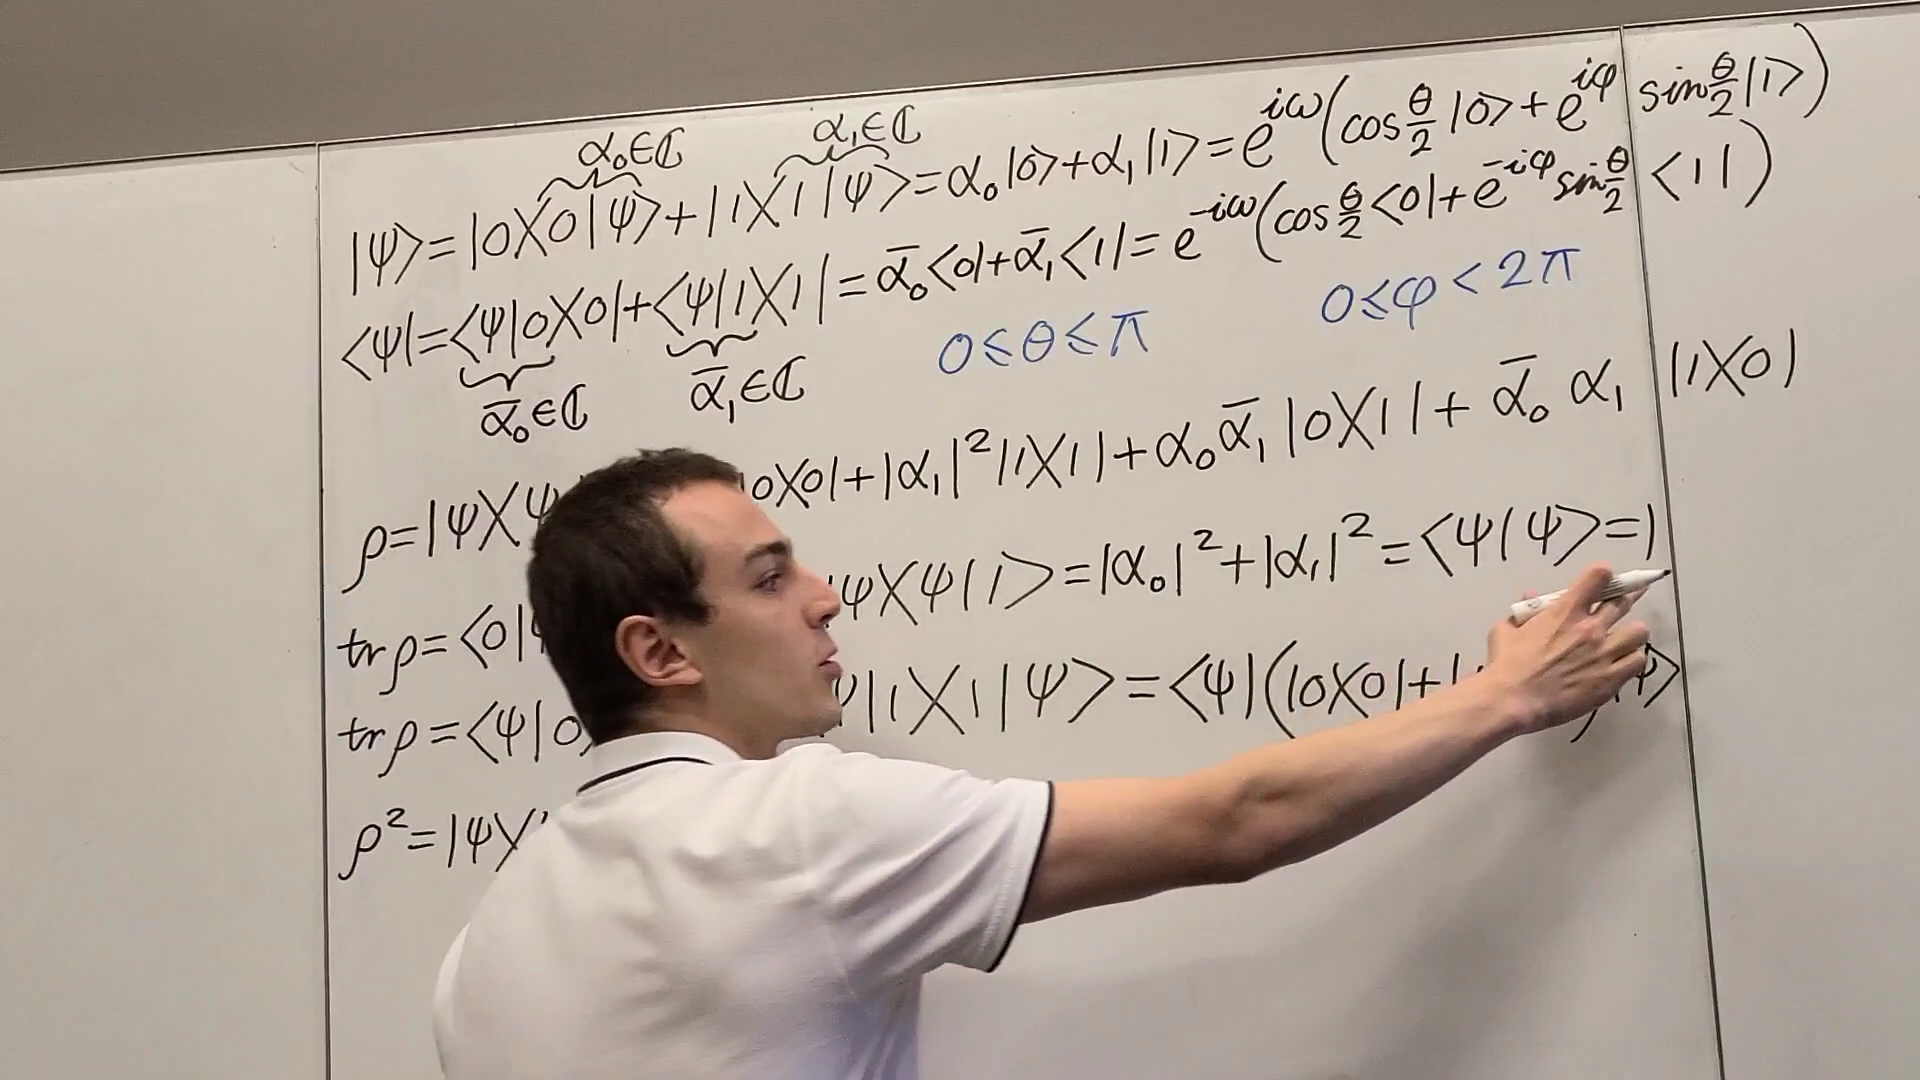 α₀∈ℂ α₁∈ℂ
|ψ⟩=|0⟩⟨0|ψ⟩+|1⟩⟨1|ψ⟩=α₀|0⟩+α₁|1⟩=e^{iω}(cos θ/2 |0⟩+e^{iφ} sin θ/2 |1⟩)
⟨ψ|=⟨ψ|0⟩⟨0|+⟨ψ|1⟩⟨1|=ᾱ₀⟨0|+ᾱ₁⟨1|=e^{-iω}(cos θ/2 ⟨0|+e^{-iφ} sin θ/2 ⟨1|)
ᾱ₀∈ℂ ᾱ₁∈ℂ 0≤θ≤π 0≤φ<2π
ρ=|ψ⟩⟨ψ 0⟩⟨0|+|α₁|²|1⟩⟨1|+α₀ᾱ₁|0⟩⟨1|+ᾱ₀α₁|1⟩⟨0|
trρ=⟨0| ψ⟩⟨ψ|1⟩=|α₀|²+|α₁|²=⟨ψ|ψ⟩=1
trρ=⟨ψ|0 ψ|1⟩⟨1|ψ⟩=⟨ψ|(|0⟩⟨0|+| ψ⟩
ρ²=|ψ⟩